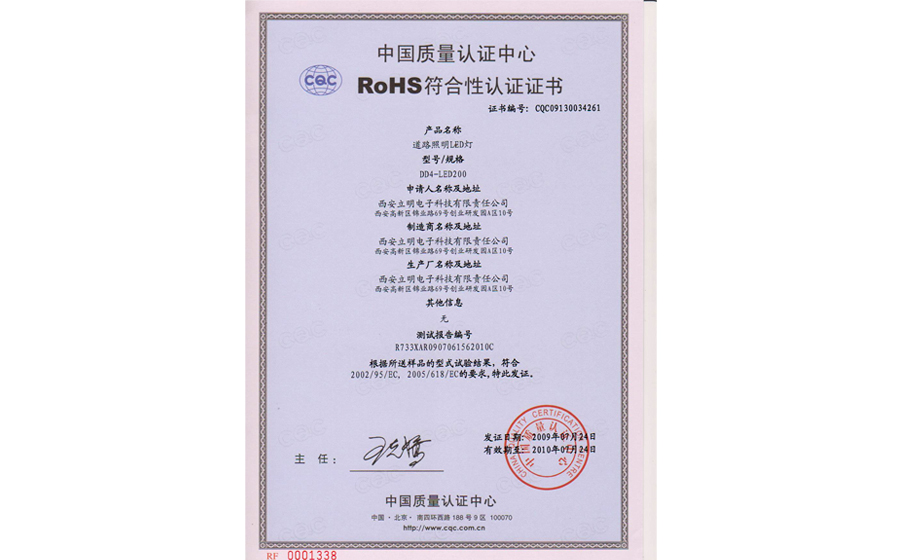 中国质量认证中心
CQC
RoHS符合性认证证书
证书编号: CQC09130034261
产品名称
道路照明LED灯
型号/规格
DD4-LED200
申请人名称及地址
西安立明电子科技有限责任公司
西安高新区锦业路69号创业研发园A区10号
制造商名称及地址
西安立明电子科技有限责任公司
西安高新区锦业路69号创业研发园A区10号
生产厂名称及地址
西安立明电子科技有限责任公司
西安高新区锦业路69号创业研发园A区10号
其他信息
无
测试报告编号
R733XAR0907061562010C
根据所送样品的型式试验结果，符合
2002/95/EC, 2005/618/EC的要求,特此发证。
发证日期: 2009年07月24日
有效期至: 2010年07月24日
CHINA QUALITY CERTIFICATION CENTRE
中国质量认证中心
主 任:
中国质量认证中心
中国·北京·南四环西路188号9区 100070
http://www.cqc.com.cn
RF 0001338